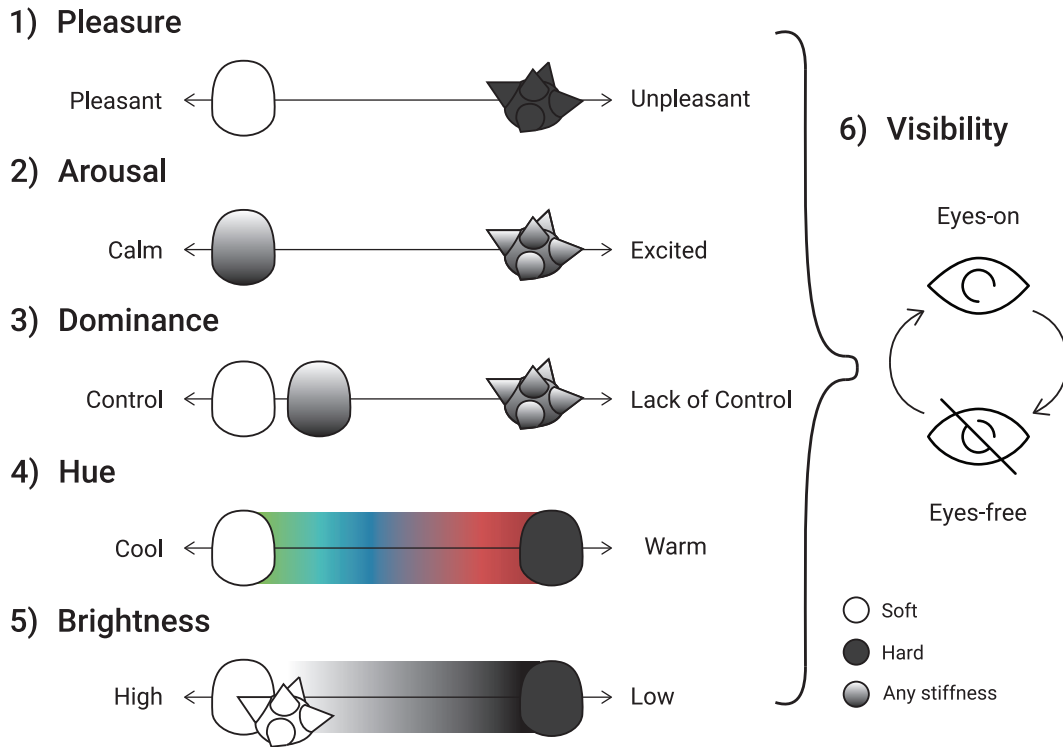 1) Pleasure
Pleasant
Unpleasant
2) Arousal
Calm
Excited
3) Dominance
Control
Lack of Control
4) Hue
Cool
Warm
5) Brightness
High
Low
6) Visibility
Eyes-on
Eyes-free
Soft
Hard
Any stiffness